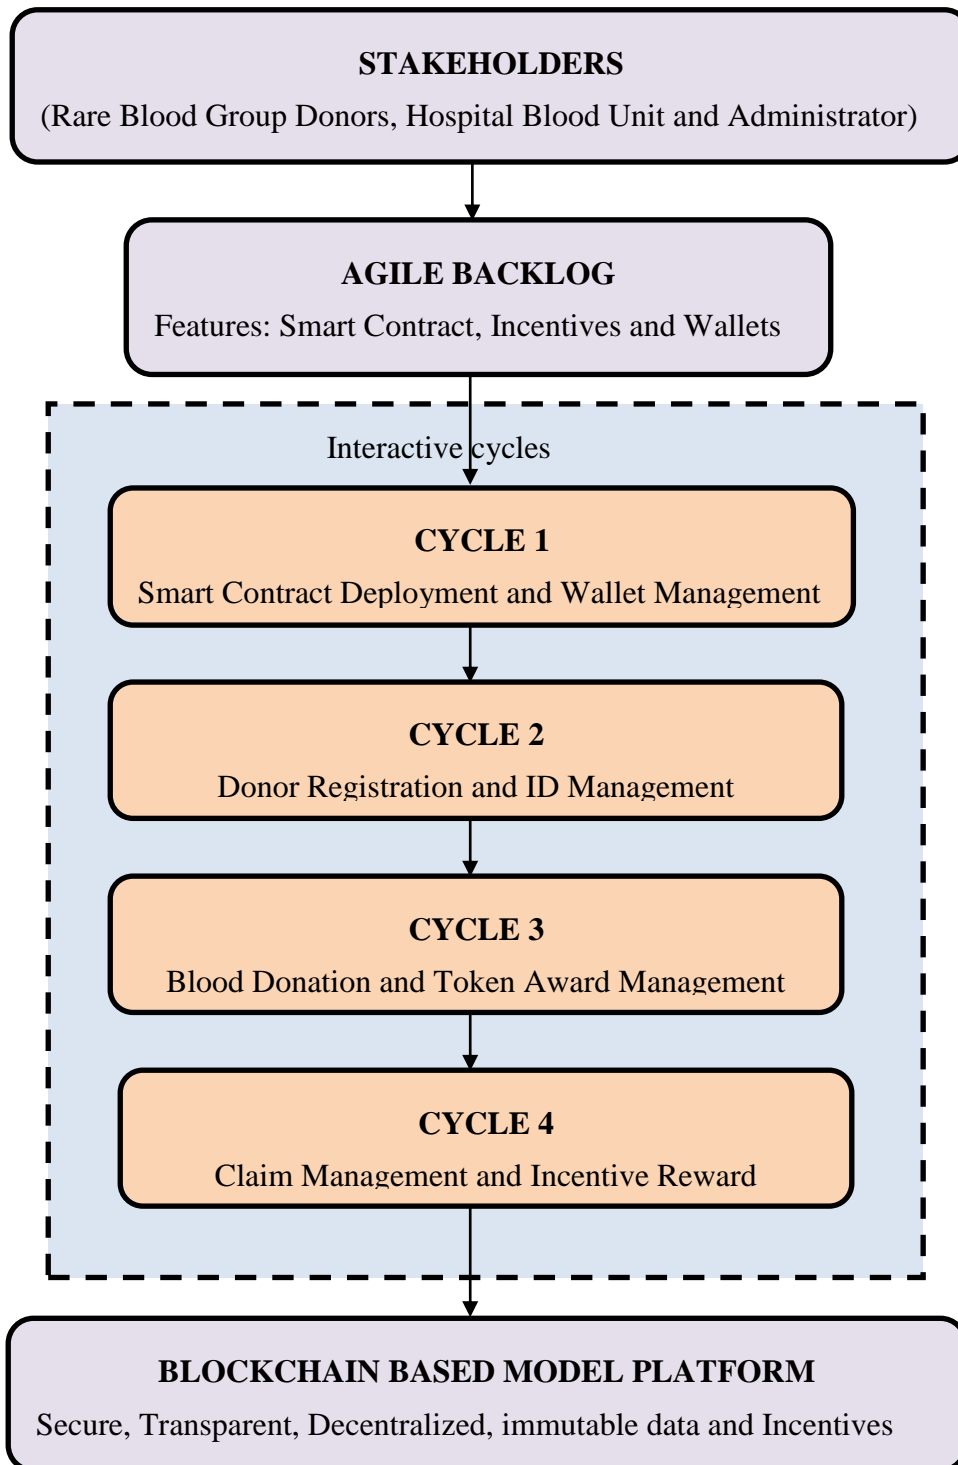 STAKEHOLDERS
(Rare Blood Group Donors, Hospital Blood Unit and Administrator)
AGILE BACKLOG
Features: Smart Contract, Incentives and Wallets
Interactive cycles
CYCLE 1
Smart Contract Deployment and Wallet Management
CYCLE 2
Donor Registration and ID Management
CYCLE 3
Blood Donation and Token Award Management
CYCLE 4
Claim Management and Incentive Reward
BLOCKCHAIN BASED MODEL PLATFORM
Secure, Transparent, Decentralized, immutable data and Incentives